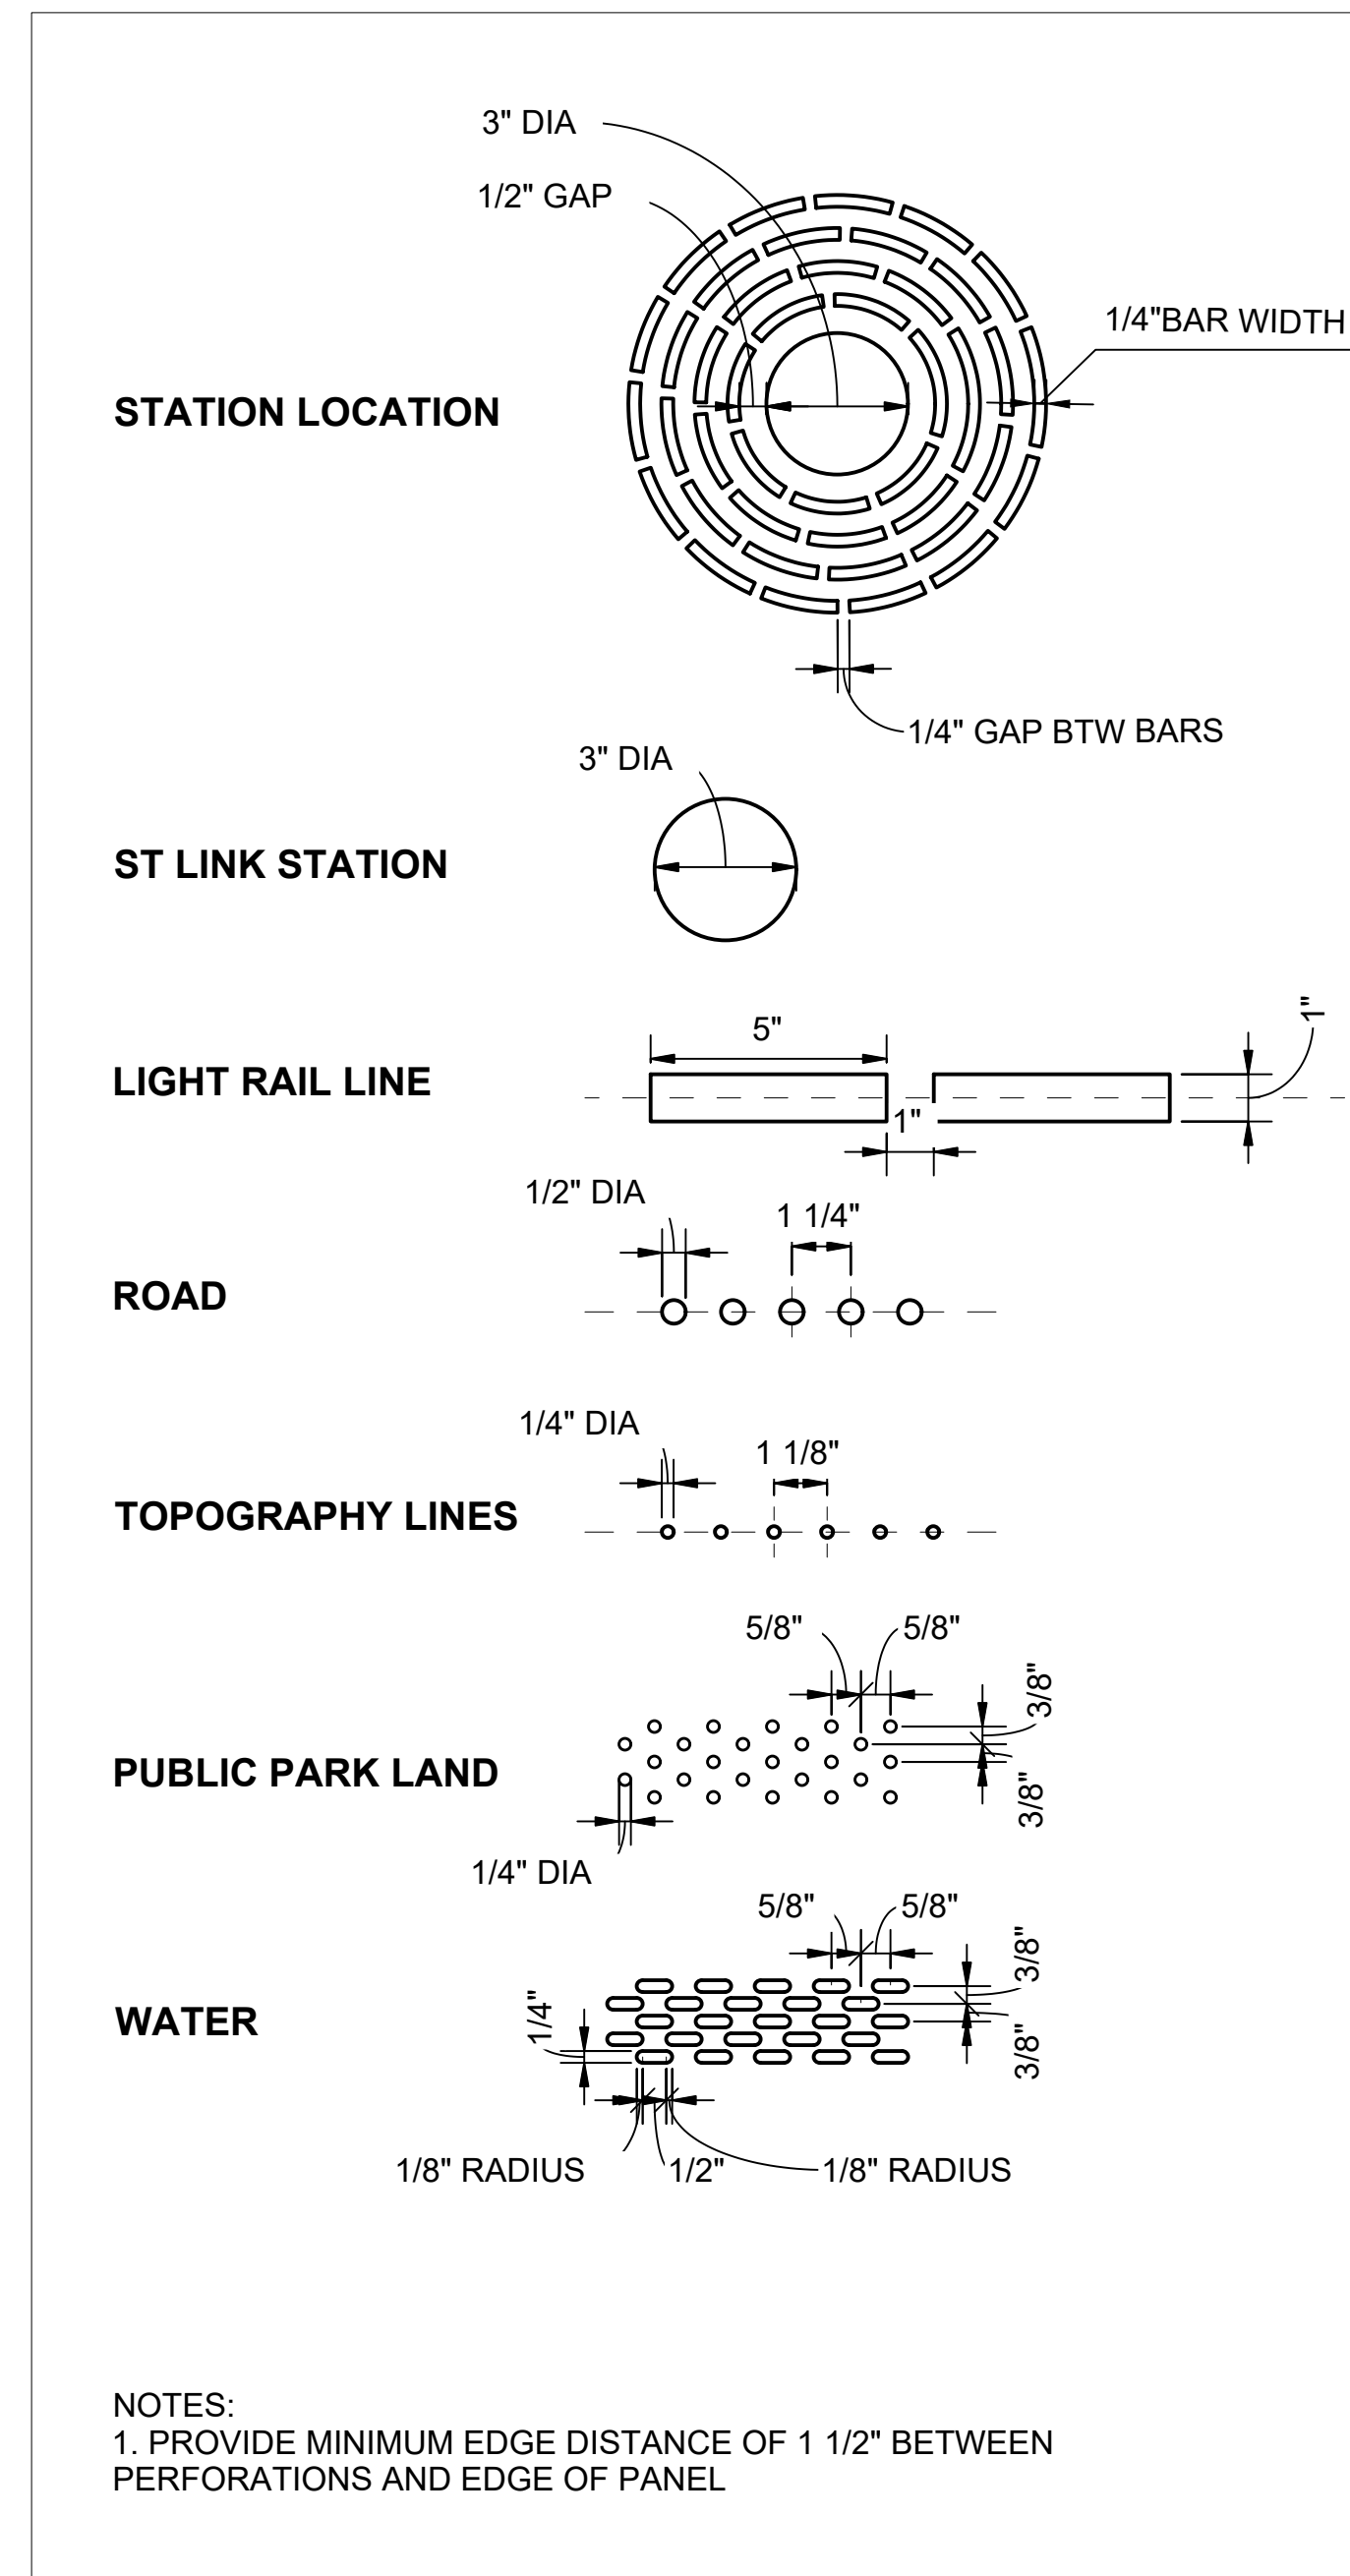 3" DIA
1/2" GAP
1/4"BAR WIDTH
STATION LOCATION
1/4" GAP BTW BARS
3" DIA
ST LINK STATION
5"
1"
LIGHT RAIL LINE
1"
1/2" DIA
1 1/4"
ROAD
1/4" DIA
1 1/8"
TOPOGRAPHY LINES
5/8"
5/8"
3/8"
PUBLIC PARK LAND
3/8"
1/4" DIA
5/8"
5/8"
3/8"
1/4"
WATER
3/8"
1/8" RADIUS
1/2"
1/8" RADIUS
NOTES:
1. PROVIDE MINIMUM EDGE DISTANCE OF 1 1/2" BETWEEN
PERFORATIONS AND EDGE OF PANEL